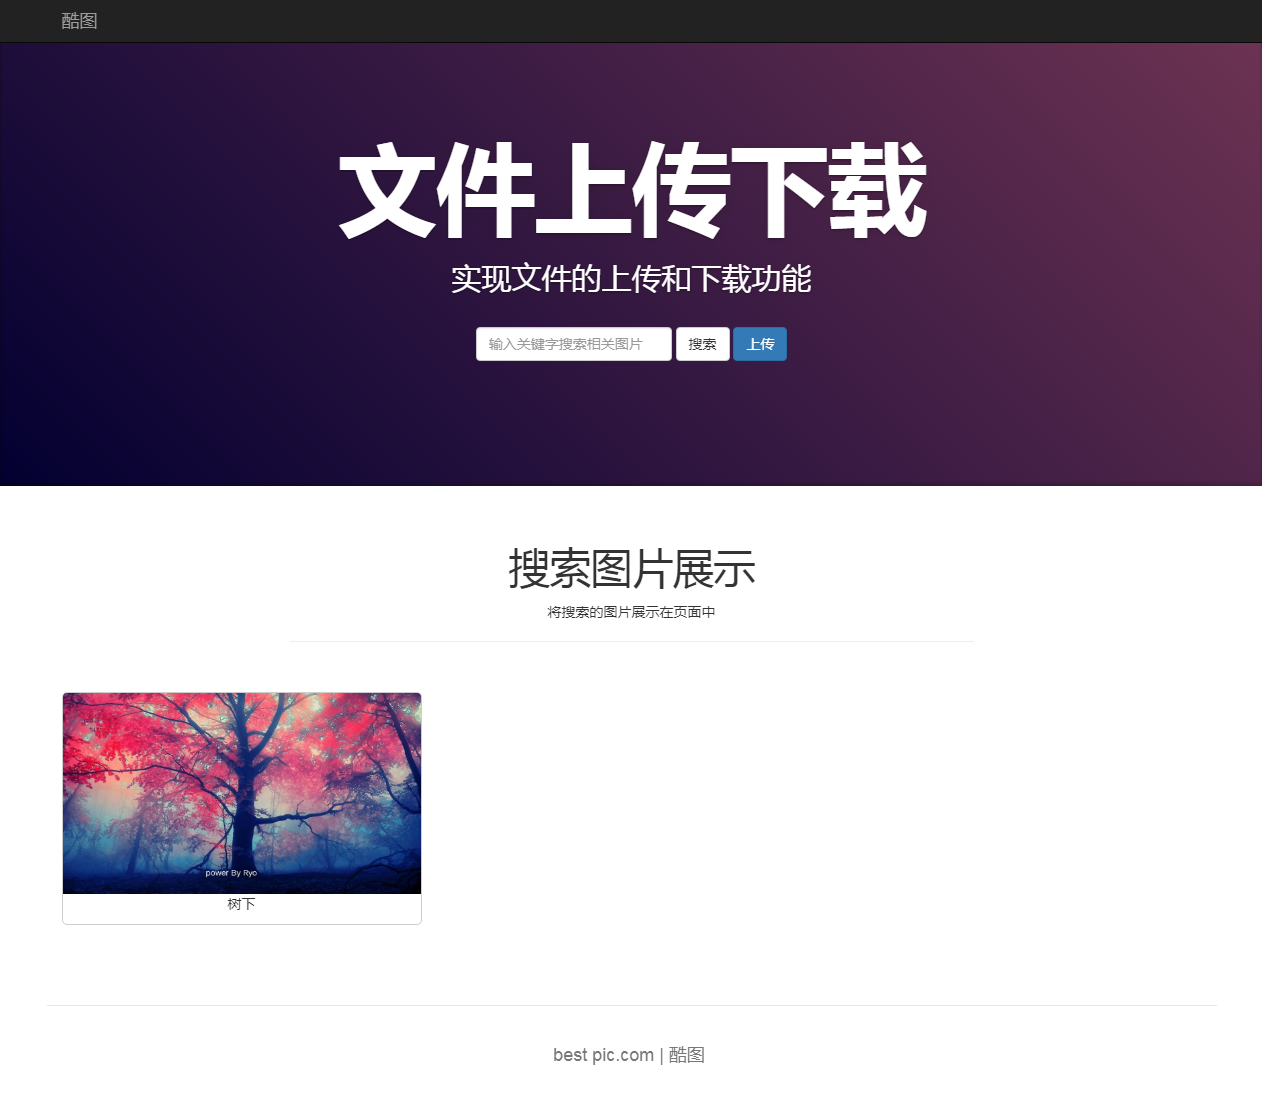 酷图
文件上传下载
实现文件的上传和下载功能
输入关键字搜索相关图片 搜索 上传
搜索图片展示
将搜索的图片展示在页面中
power By Ryo
树下
best pic.com | 酷图